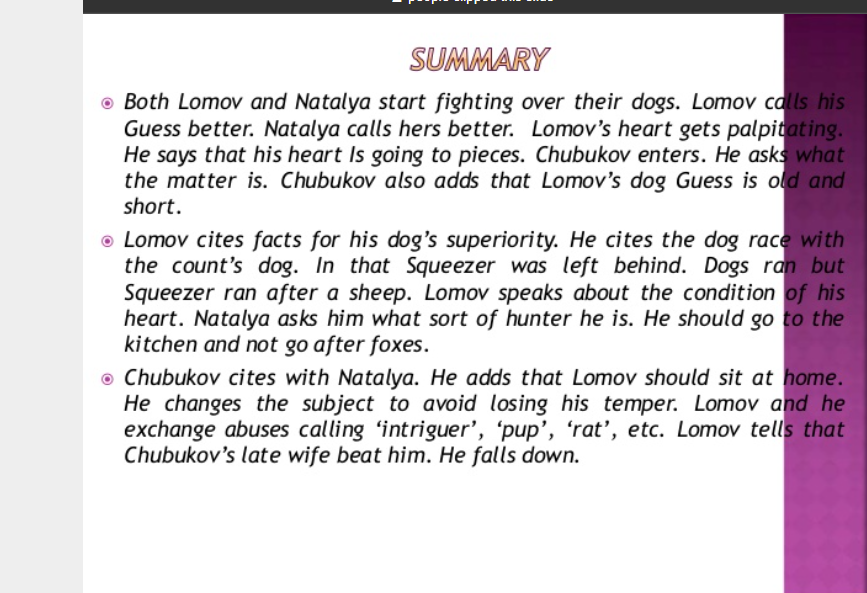 people clipped this slide
SUMMARY
Both Lomov and Natalya start fighting over their dogs. Lomov calls his
Guess better. Natalya calls hers better. Lomov’s heart gets palpitating.
He says that his heart Is going to pieces. Chubukov enters. He asks what
the matter is. Chubukov also adds that Lomov’s dog Guess is old and
short.
Lomov cites facts for his dog’s superiority. He cites the dog race with
the count’s dog. In that Squeezer was left behind. Dogs ran but
Squeezer ran after a sheep. Lomov speaks about the condition of his
heart. Natalya asks him what sort of hunter he is. He should go to the
kitchen and not go after foxes.
Chubukov cites with Natalya. He adds that Lomov should sit at home.
He changes the subject to avoid losing his temper. Lomov and he
exchange abuses calling ‘intriguer’, ‘pup’, ‘rat’, etc. Lomov tells that
Chubukov’s late wife beat him. He falls down.